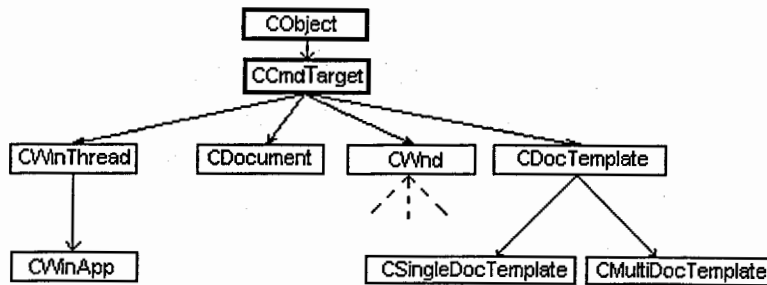 CObject
CCmdTarget
CWinThread
CDocument
CWnd
CDocTemplate
CWinApp
CSingleDocTemplate
CMultiDocTemplate